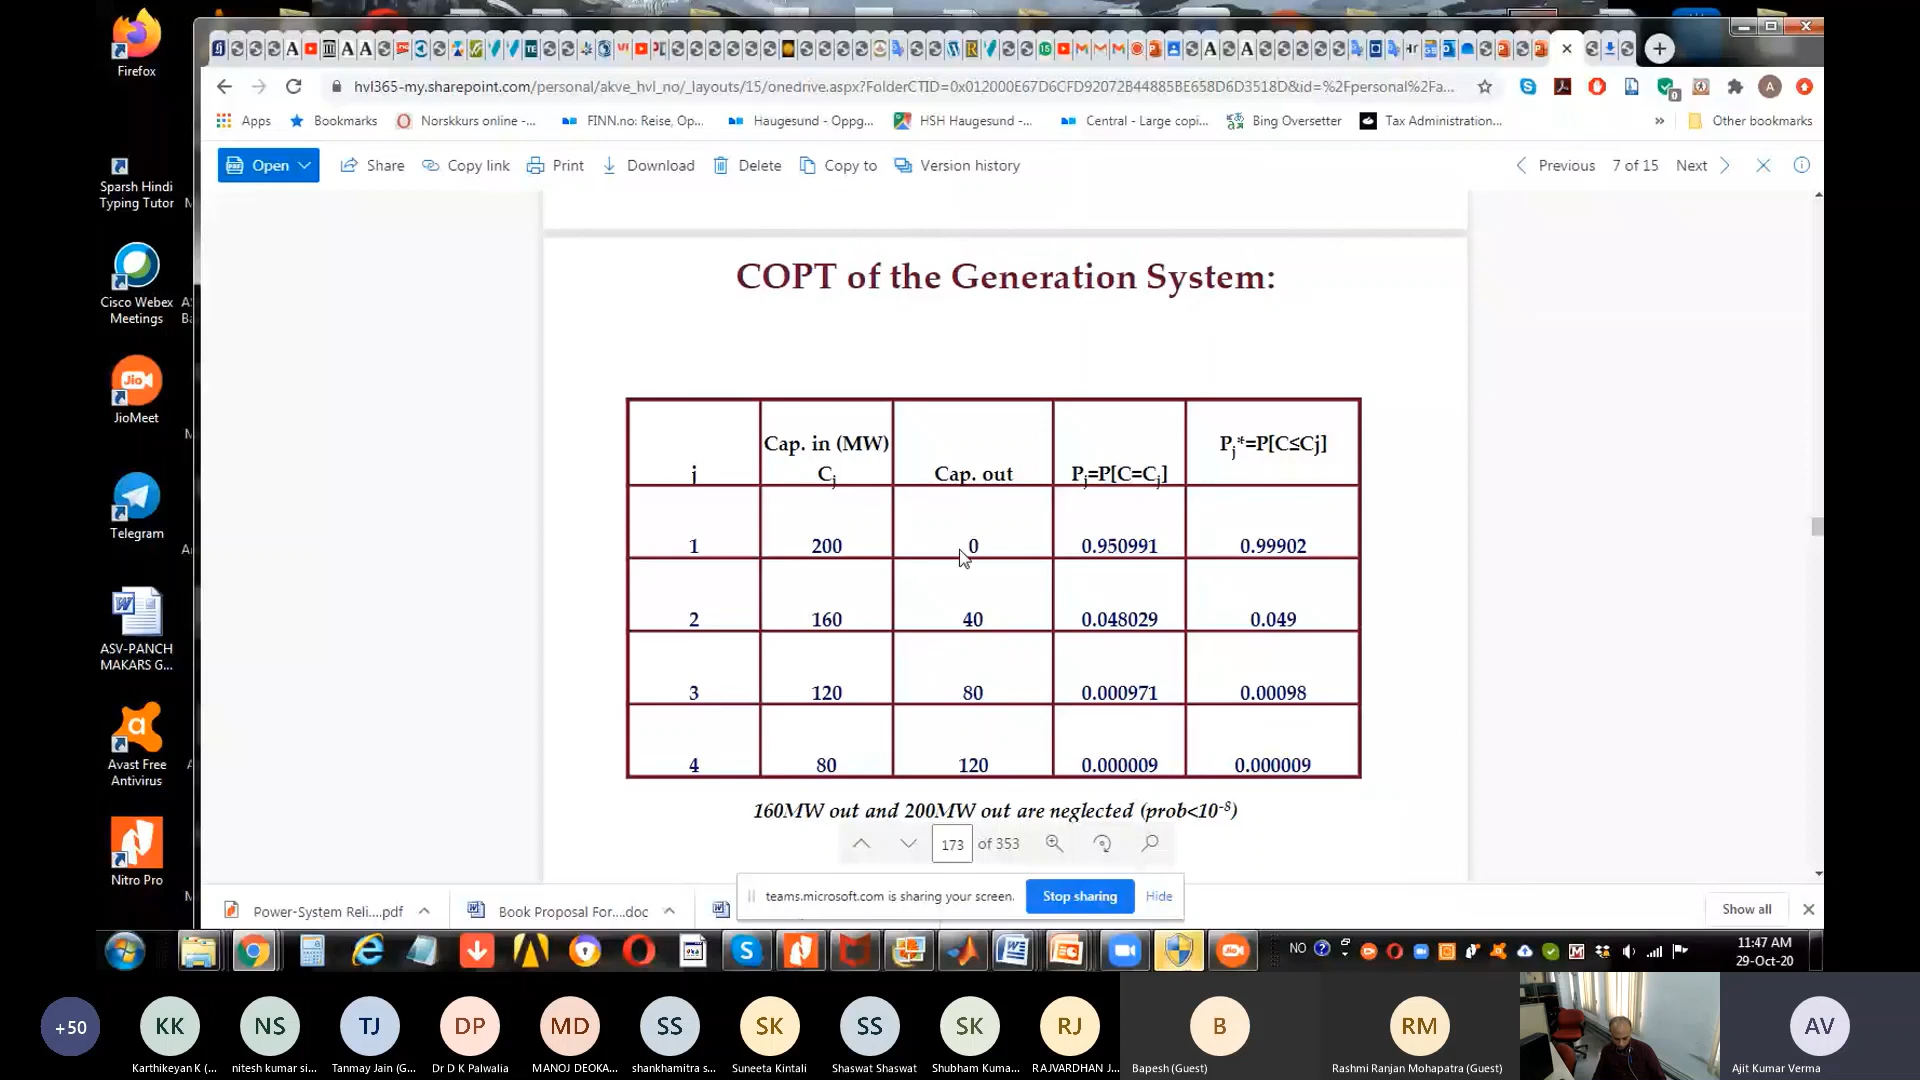 Firefox
hvl365-my.sharepoint.com/personal/akve_hvl_no/_layouts/15/onedrive.aspx?FolderCTID=0x012000E67D6CFD92072B44885BE658D6D3518D&id=%2Fpersonal%2Fa...
Apps Bookmarks Norskkurs online -... FINN.no: Reise, Op... Haugesund - Oppg... HSH Haugesund -... Central - Large copi... Bing Oversetter Tax Administration... » Other bookmarks
Open Share Copy link Print Download Delete Copy to Version history Previous 7 of 15 Next
Sparsh Hindi
Typing Tutor
Cisco Webex
Meetings
JioMeet
Telegram
ASV-PANCH
MAKARS G...
Avast Free
Antivirus
Nitro Pro
COPT of the Generation System:
j Cap. in (MW) Cj Cap. out Pj=P[C=Cj] Pj*=P[C≤Cj]
1 200 0 0.950991 0.99902
2 160 40 0.048029 0.049
3 120 80 0.000971 0.00098
4 80 120 0.000009 0.000009
160MW out and 200MW out are neglected (prob<10-8)
173 of 353
teams.microsoft.com is sharing your screen. Stop sharing Hide
Power-System Reli....pdf Book Proposal For....doc Show all
NO 11:47 AM
29-Oct-20
+50 KK NS TJ DP MD SS SK SS SK RJ B RM AV
Karthikeyan K (... nitesh kumar si... Tanmay Jain (G... Dr D K Palwalia MANOJ DEOKA... shankhamitra s... Suneeta Kintali Shaswat Shaswat Shubham Kuma... RAJVARDHAN J... Bapesh (Guest) Rashmi Ranjan Mohapatra (Guest) Ajit Kumar Verma